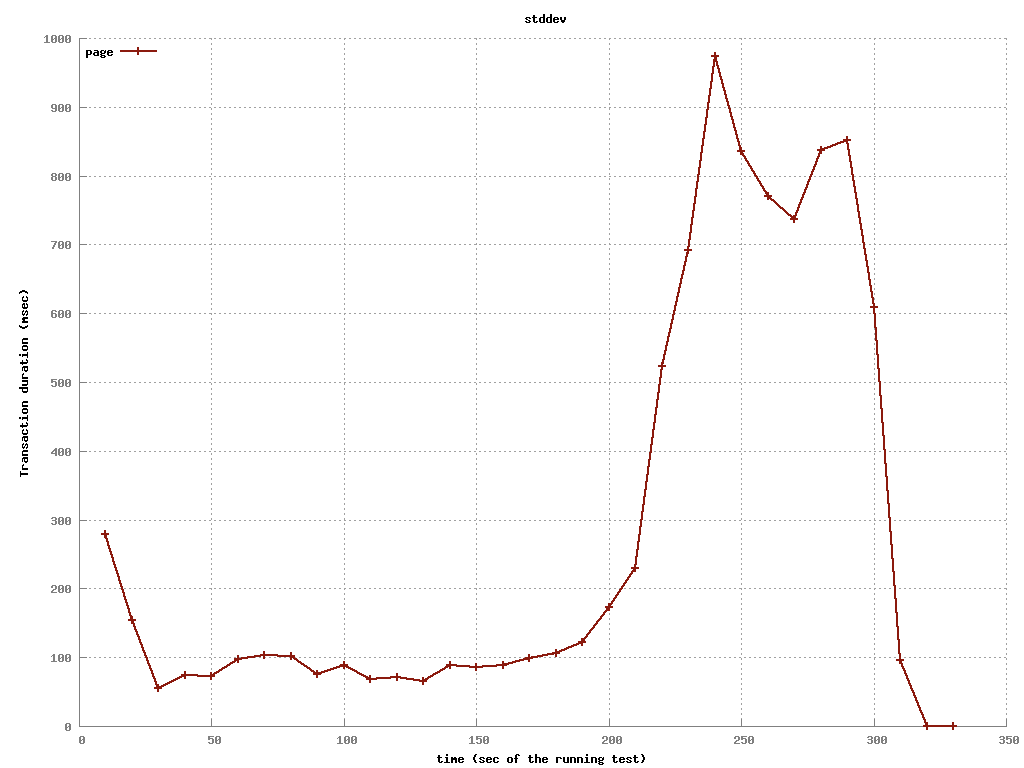 stddev
page
1000
900
800
700
600
500
400
300
200
100
0
Transaction duration (msec)
0 50 100 150 200 250 300 350
time (sec of the running test)